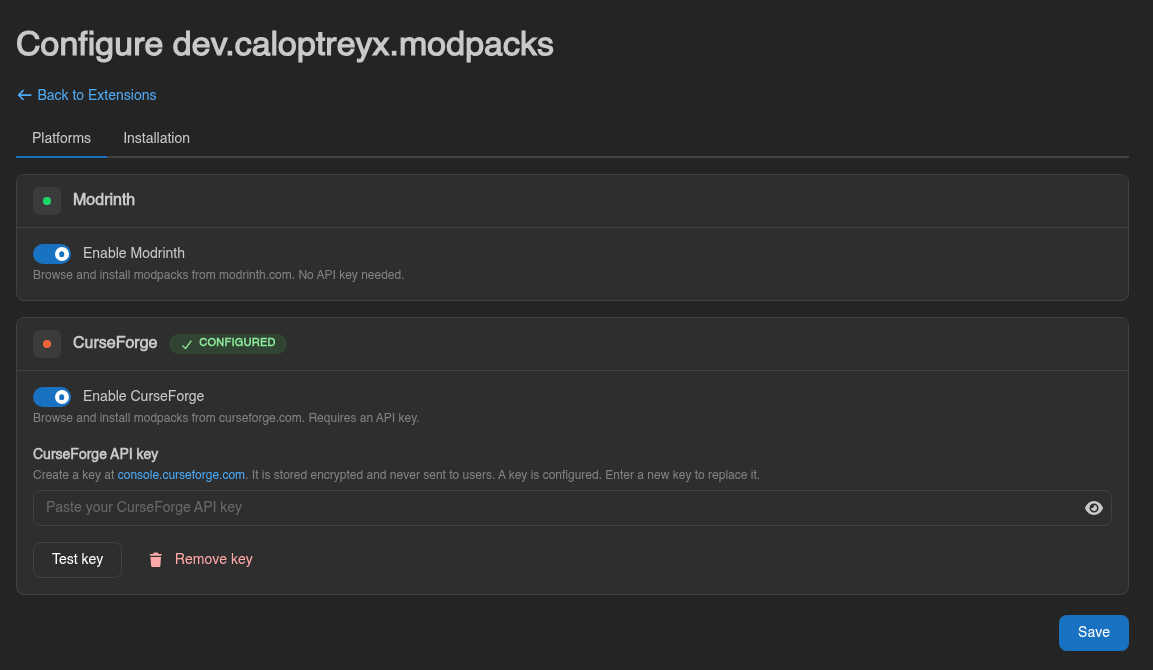 Configure dev.caloptreyx.modpacks
Back to Extensions
Platforms Installation
Modrinth
Enable Modrinth
Browse and install modpacks from modrinth.com. No API key needed.
CurseForge CONFIGURED
Enable CurseForge
Browse and install modpacks from curseforge.com. Requires an API key.
CurseForge API key
Create a key at console.curseforge.com. It is stored encrypted and never sent to users. A key is configured. Enter a new key to replace it.
Paste your CurseForge API key
Test key Remove key
Save